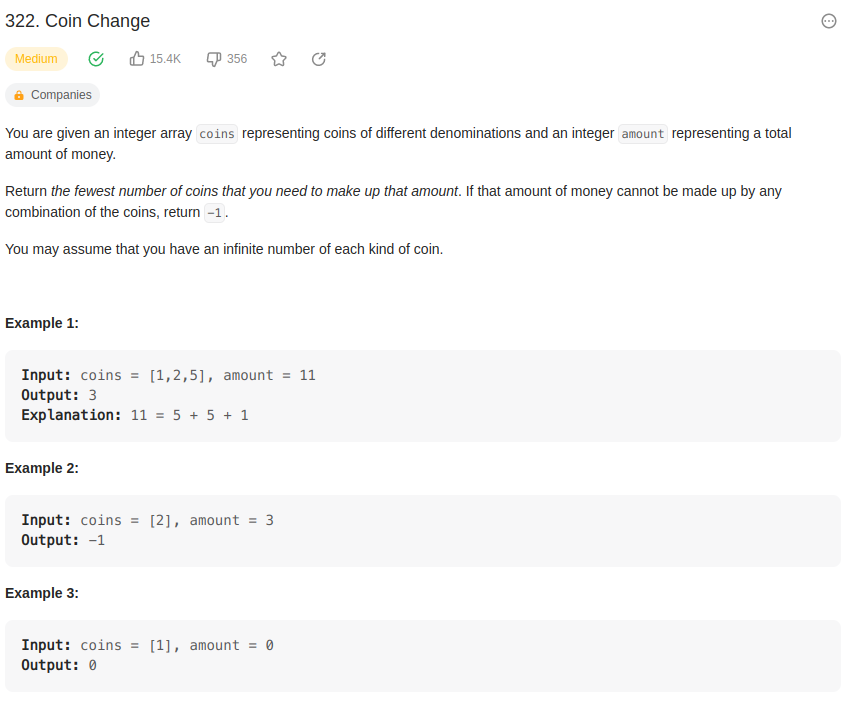 322. Coin Change
Medium 15.4K 356
Companies
You are given an integer array coins representing coins of different denominations and an integer amount representing a total
amount of money.
Return the fewest number of coins that you need to make up that amount. If that amount of money cannot be made up by any
combination of the coins, return -1.
You may assume that you have an infinite number of each kind of coin.
Example 1:
Input: coins = [1,2,5], amount = 11
Output: 3
Explanation: 11 = 5 + 5 + 1
Example 2:
Input: coins = [2], amount = 3
Output: -1
Example 3:
Input: coins = [1], amount = 0
Output: 0